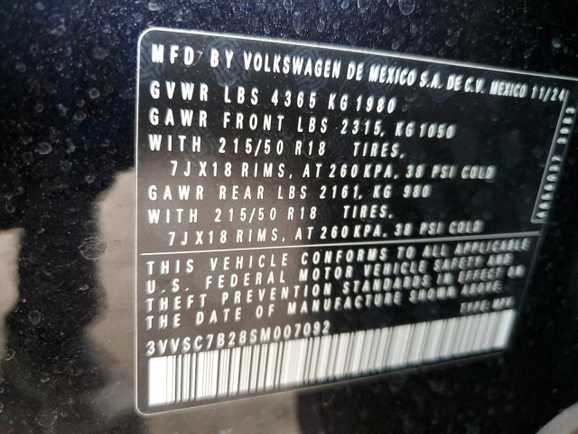 MFD BY VOLKSWAGEN DE MEXICO S.A. DE C.V. MEXICO 11/24
GVWR LBS 4365 KG 1980
GAWR FRONT LBS 2315, KG 1050
WITH 215/50 R18 TIRES,
7JX18 RIMS, AT 260 KPA, 38 PSI COLD
GAWR REAR LBS 2161, KG 980
WITH 215/50 R18 TIRES,
7JX18 RIMS, AT 260 KPA, 38 PSI COLD
THIS VEHICLE CONFORMS TO ALL APPLICABLE
U.S. FEDERAL MOTOR VEHICLE SAFETY AND
THEFT PREVENTION STANDARDS IN EFFECT ON
THE DATE OF MANUFACTURE SHOWN ABOVE.
TYPE: MPV
3VVSC7B28SM007092